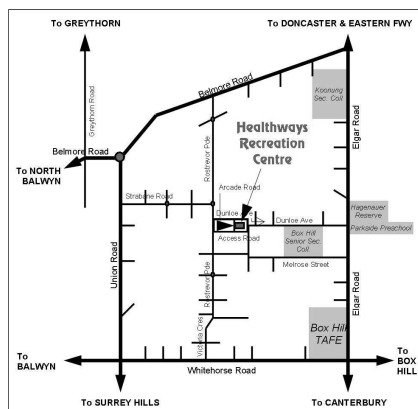 To GREYTHORN
To DONCASTER & EASTERN FWY
Greythorn Road
Belmore Road
Koonung
Sec. Coll
Elgar Road
Rostrevor Pde
Healthways
Recreation
Centre
Belmore Road
To NORTH
BALWYN
Strabane Road
Arcade Road
Dunloe Ave
Dunloe Ave
Hagenauer
Reserve
Parkside Preschool
Access Road
Box Hill
Senior Sec
Coll
Melrose Street
Union Road
Rostrevor Pde
Elgar Road
Victoria Cres
Box Hill
TAFE
To
BALWYN
Whitehorse Road
To
BOX
HILL
To SURREY HILLS
To CANTERBURY